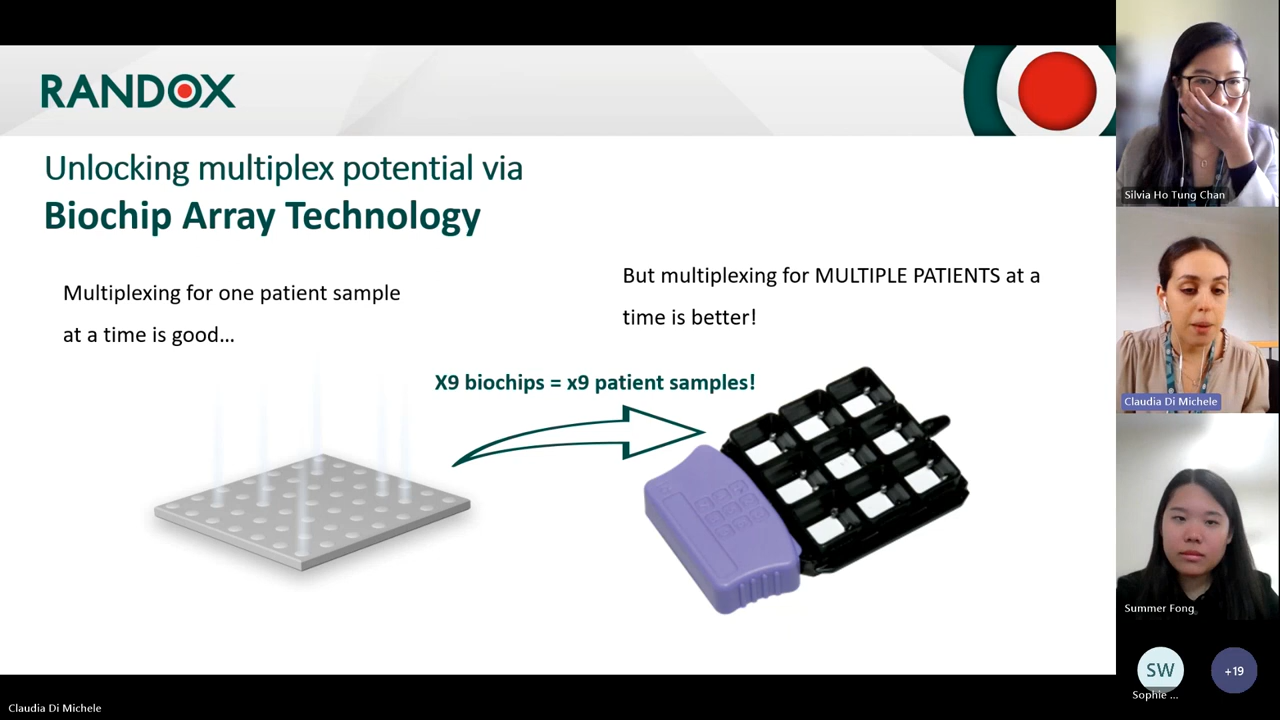 RANDOX
Unlocking multiplex potential via
Biochip Array Technology
Multiplexing for one patient sample
at a time is good...
But multiplexing for MULTIPLE PATIENTS at a
time is better!
X9 biochips = x9 patient samples!
Silvia Ho Tung Chan
Claudia Di Michele
Summer Fong
SW
Sophie ...
+19
Claudia Di Michele